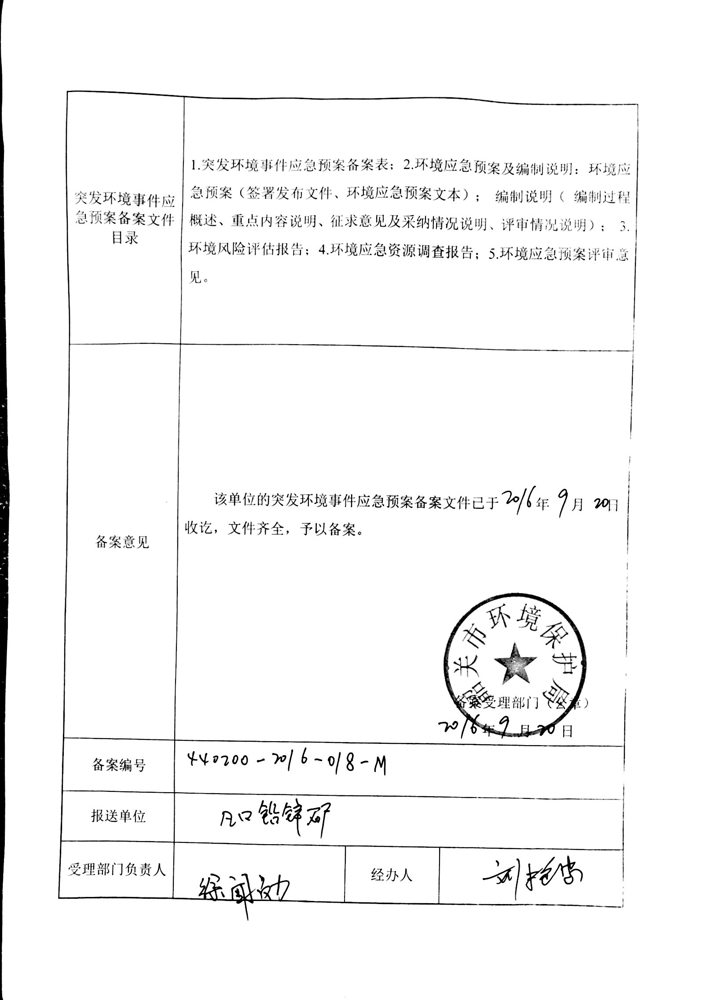 突发环境事件应
急预案备案文件
目录
1.突发环境事件应急预案备案表；2.环境应急预案及编制说明：环境应
急预案（签署发布文件、环境应急预案文本）； 编制说明（ 编制过程
概述、重点内容说明、征求意见及采纳情况说明、评审情况说明）； 3.
环境风险评估报告；4.环境应急资源调查报告；5.环境应急预案评审意
见。
备案意见
该单位的突发环境事件应急预案备案文件已于2016年 9月 20日
收讫，文件齐全，予以备案。
韶关市环境保护局
备案受理部门（公章）
2016年9月20日
备案编号
440200-2016-018-M
报送单位
凡口铅锌矿
受理部门负责人
经办人